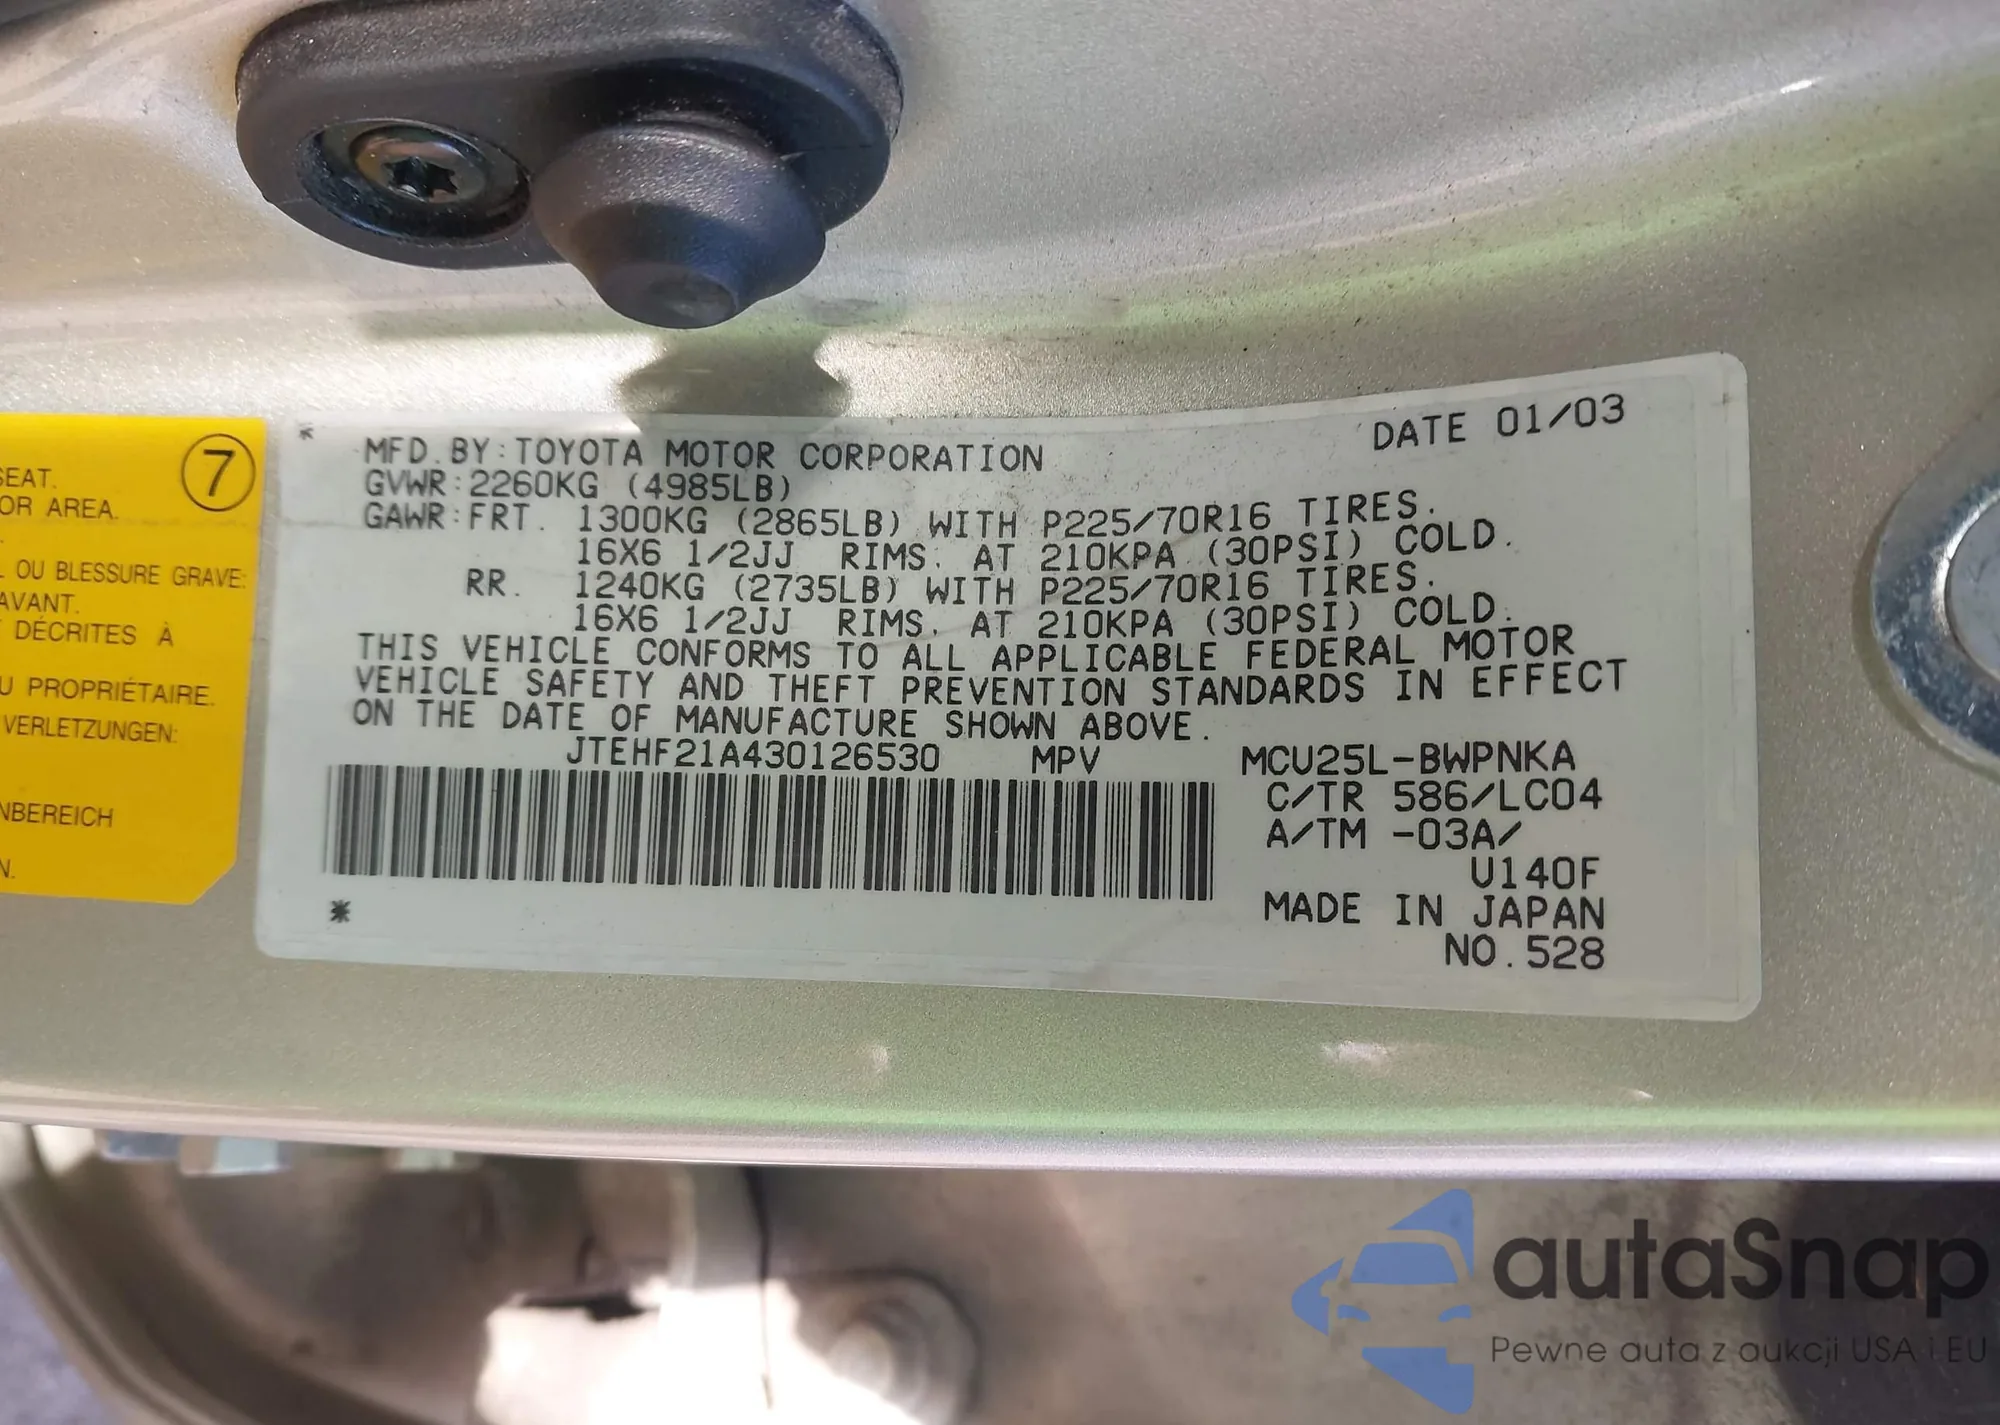 SEAT.
OR AREA.
7
L OU BLESSURE GRAVE:
AVANT.
DÉCRITES À
U PROPRIÉTAIRE.
VERLETZUNGEN:
NBEREICH
N.
*
DATE 01/03
MFD. BY: TOYOTA MOTOR CORPORATION
GVWR: 2260KG (4985LB)
GAWR: FRT. 1300KG (2865LB) WITH P225/70R16 TIRES.
16X6 1/2JJ RIMS. AT 210KPA (30PSI) COLD.
RR. 1240KG (2735LB) WITH P225/70R16 TIRES.
16X6 1/2JJ RIMS. AT 210KPA (30PSI) COLD.
THIS VEHICLE CONFORMS TO ALL APPLICABLE FEDERAL MOTOR
VEHICLE SAFETY AND THEFT PREVENTION STANDARDS IN EFFECT
ON THE DATE OF MANUFACTURE SHOWN ABOVE.
JTEHF21A430126530 MPV MCU25L-BWPNKA
C/TR 586/LC04
A/TM -03A/
U140F
MADE IN JAPAN
NO. 528
*
autaSnap
Pewne auta z aukcji USA i EU